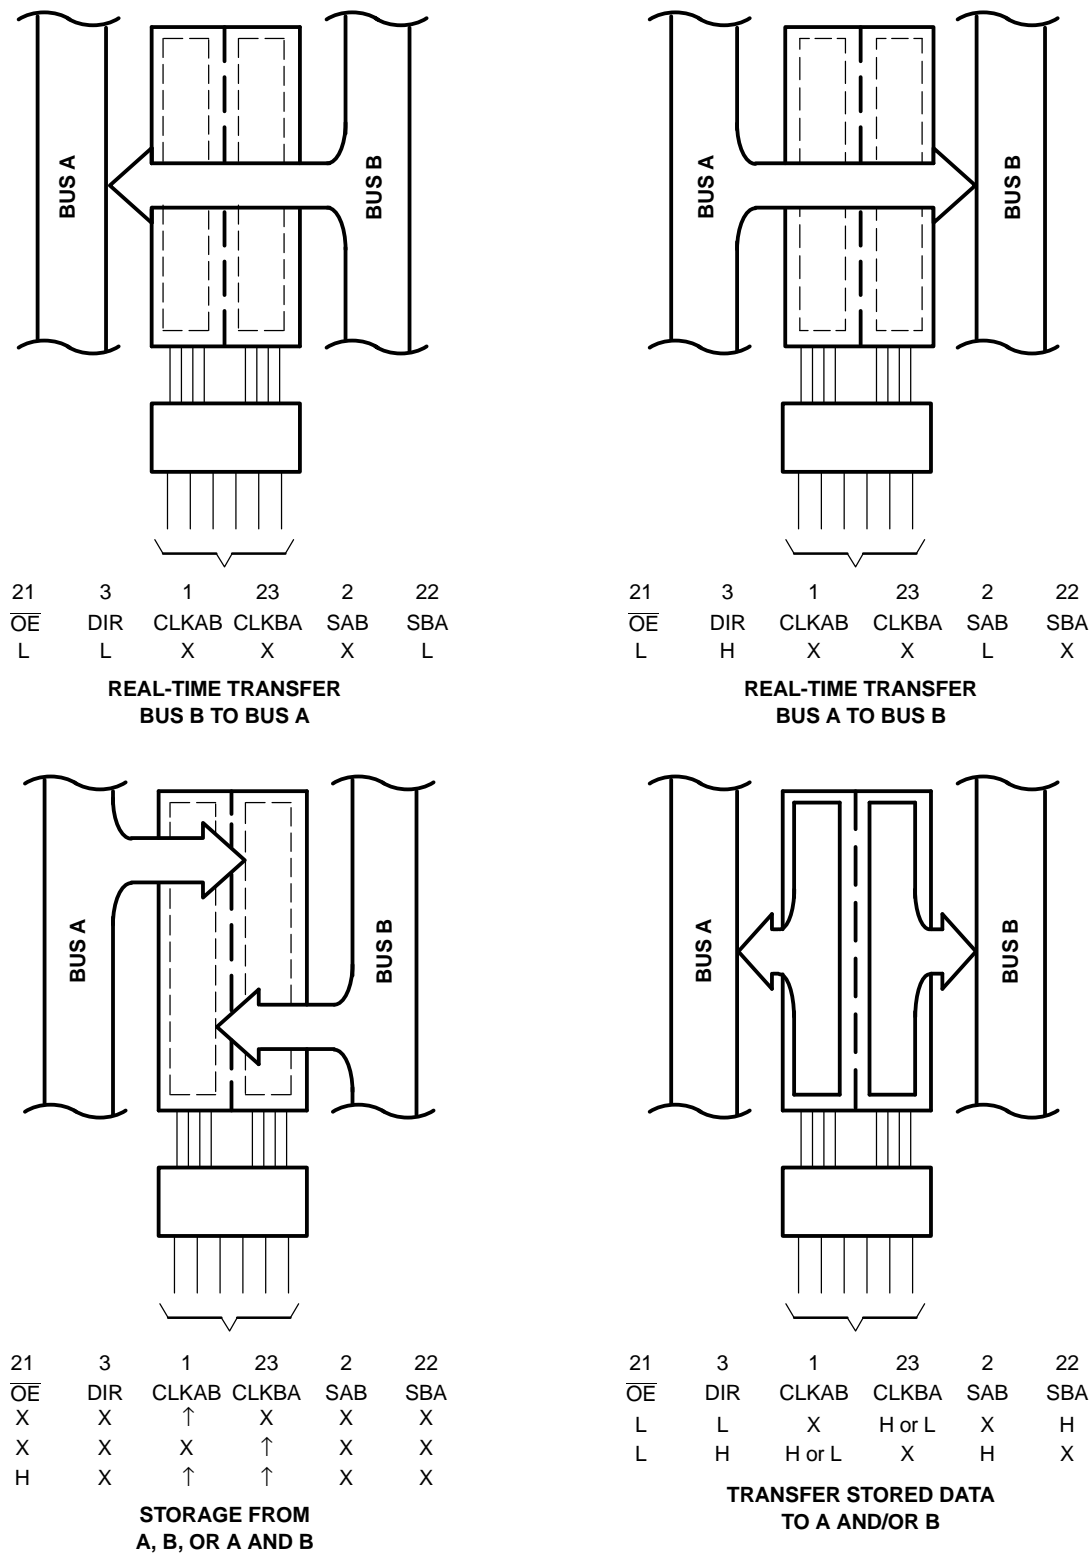 BUS A
BUS B
21 3 1 23 2 22
O̅E̅ DIR CLKAB CLKBA SAB SBA
L L X X X L
REAL-TIME TRANSFER
BUS B TO BUS A
BUS A
BUS B
21 3 1 23 2 22
O̅E̅ DIR CLKAB CLKBA SAB SBA
L H X X L X
REAL-TIME TRANSFER
BUS A TO BUS B
BUS A
BUS B
21 3 1 23 2 22
O̅E̅ DIR CLKAB CLKBA SAB SBA
X X ↑ X X X
X X X ↑ X X
H X ↑ ↑ X X
STORAGE FROM
A, B, OR A AND B
BUS A
BUS B
21 3 1 23 2 22
O̅E̅ DIR CLKAB CLKBA SAB SBA
L L X H or L X H
L H H or L X H X
TRANSFER STORED DATA
TO A AND/OR B